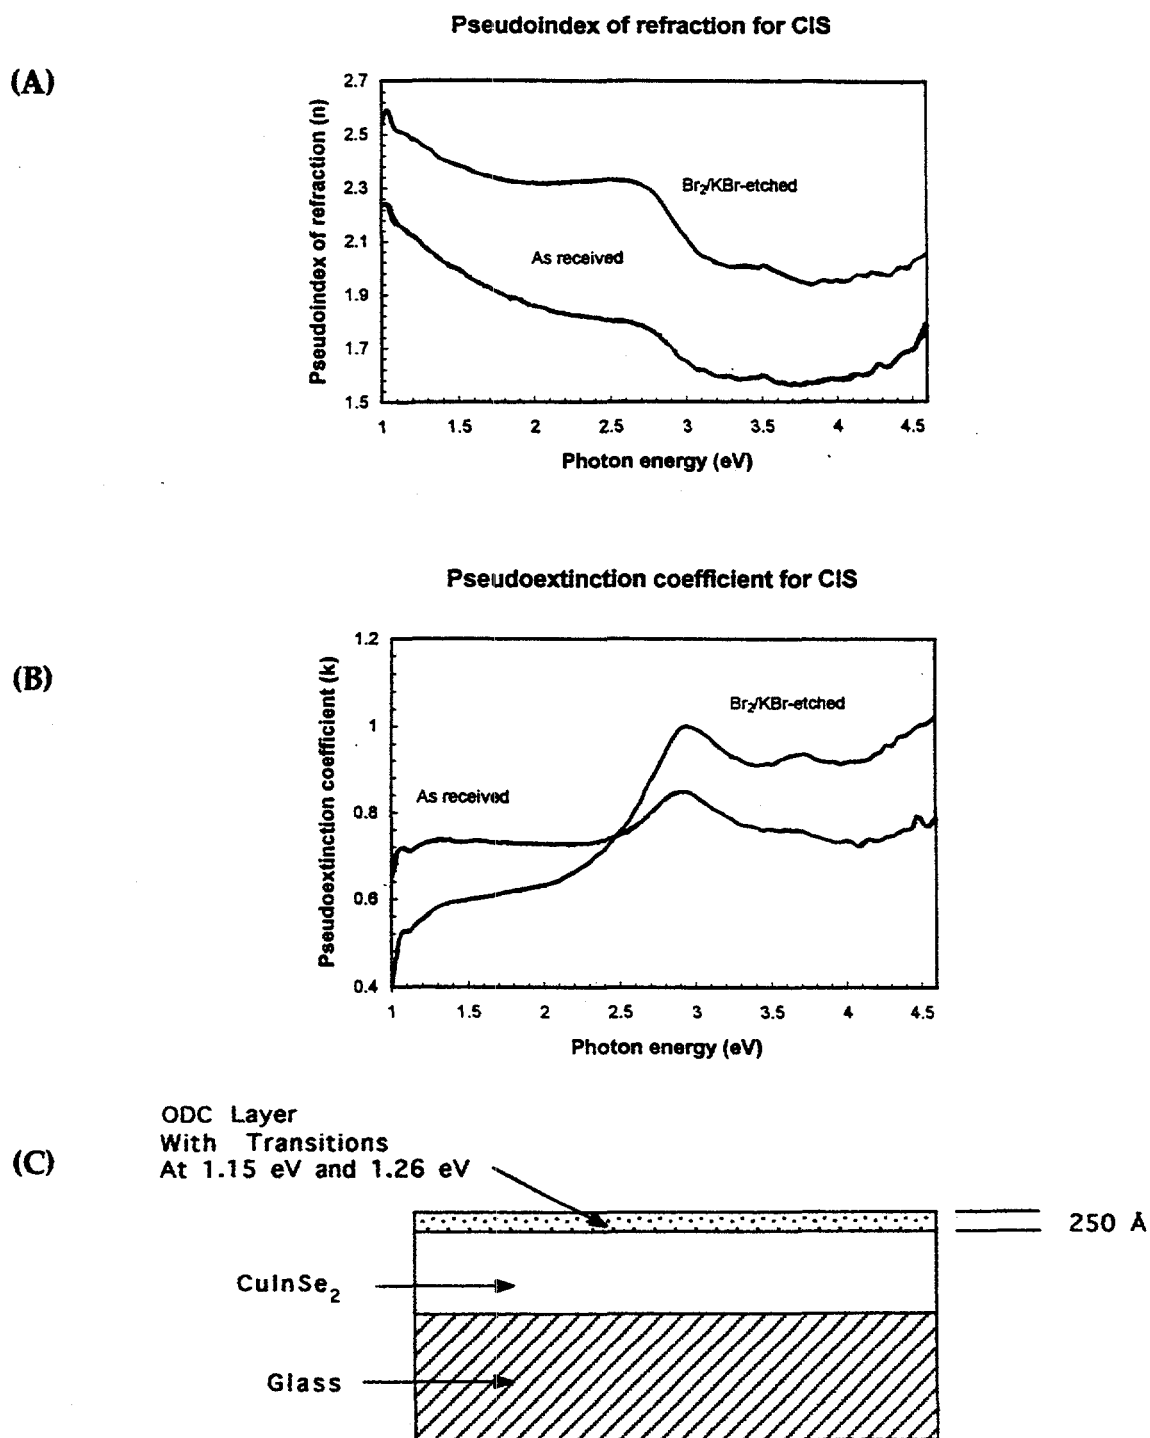 Pseudoindex of refraction for CIS
(A)
Pseudoindex of refraction (n)
2.7
2.5
2.3
2.1
1.9
1.7
1.5
Br2/KBr-etched
As received
1 1.5 2 2.5 3 3.5 4 4.5
Photon energy (eV)
Pseudoextinction coefficient for CIS
(B)
Pseudoextinction coefficient (k)
1.2
1
0.8
0.6
0.4
Br2/KBr-etched
As received
1 1.5 2 2.5 3 3.5 4 4.5
Photon energy (eV)
(C)
ODC Layer
With Transitions
At 1.15 eV and 1.26 eV
250 Å
CuInSe2
Glass